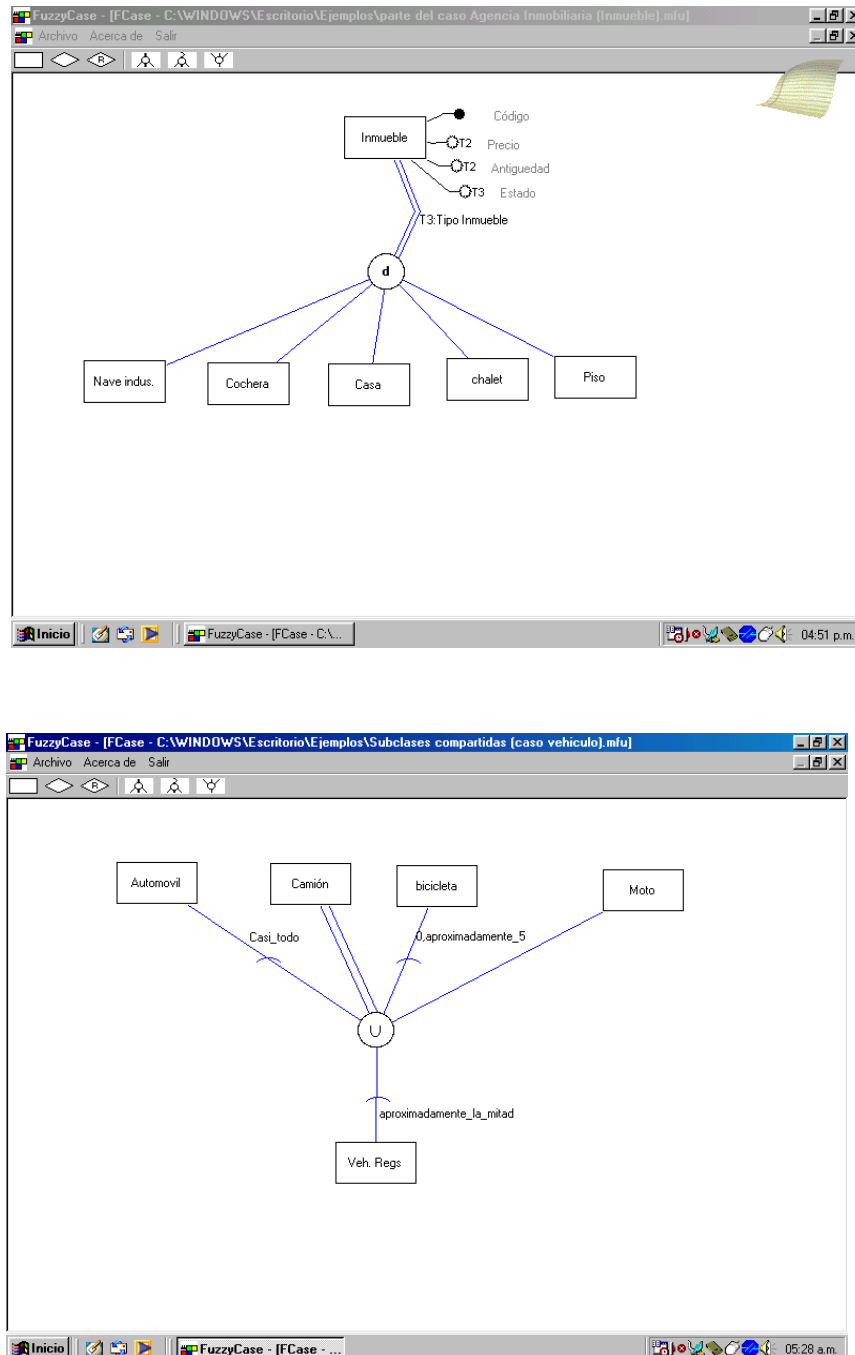 FuzzyCase - [FCase - C:\WINDOWS\Escritorio\Ejemplos\parte del caso Agencia Inmobiliaria (Inmueble).mfu]
Archivo Acerca de Salir
R
Inmueble
Código
T2 Precio
T2 Antiguedad
T3 Estado
T3:Tipo Inmueble
d
Nave indus.
Cochera
Casa
chalet
Piso
Inicio
FuzzyCase - [FCase - C:\...
04:51 p.m.
FuzzyCase - [FCase - C:\WINDOWS\Escritorio\Ejemplos\Subclases compartidas (caso vehiculo).mfu]
Archivo Acerca de Salir
R
Automovil
Camión
bicicleta
Moto
Casi_todo
0,aproximadamente_5
U
aproximadamente_la_mitad
Veh. Regs
Inicio
FuzzyCase - [FCase - ...
05:28 a.m.